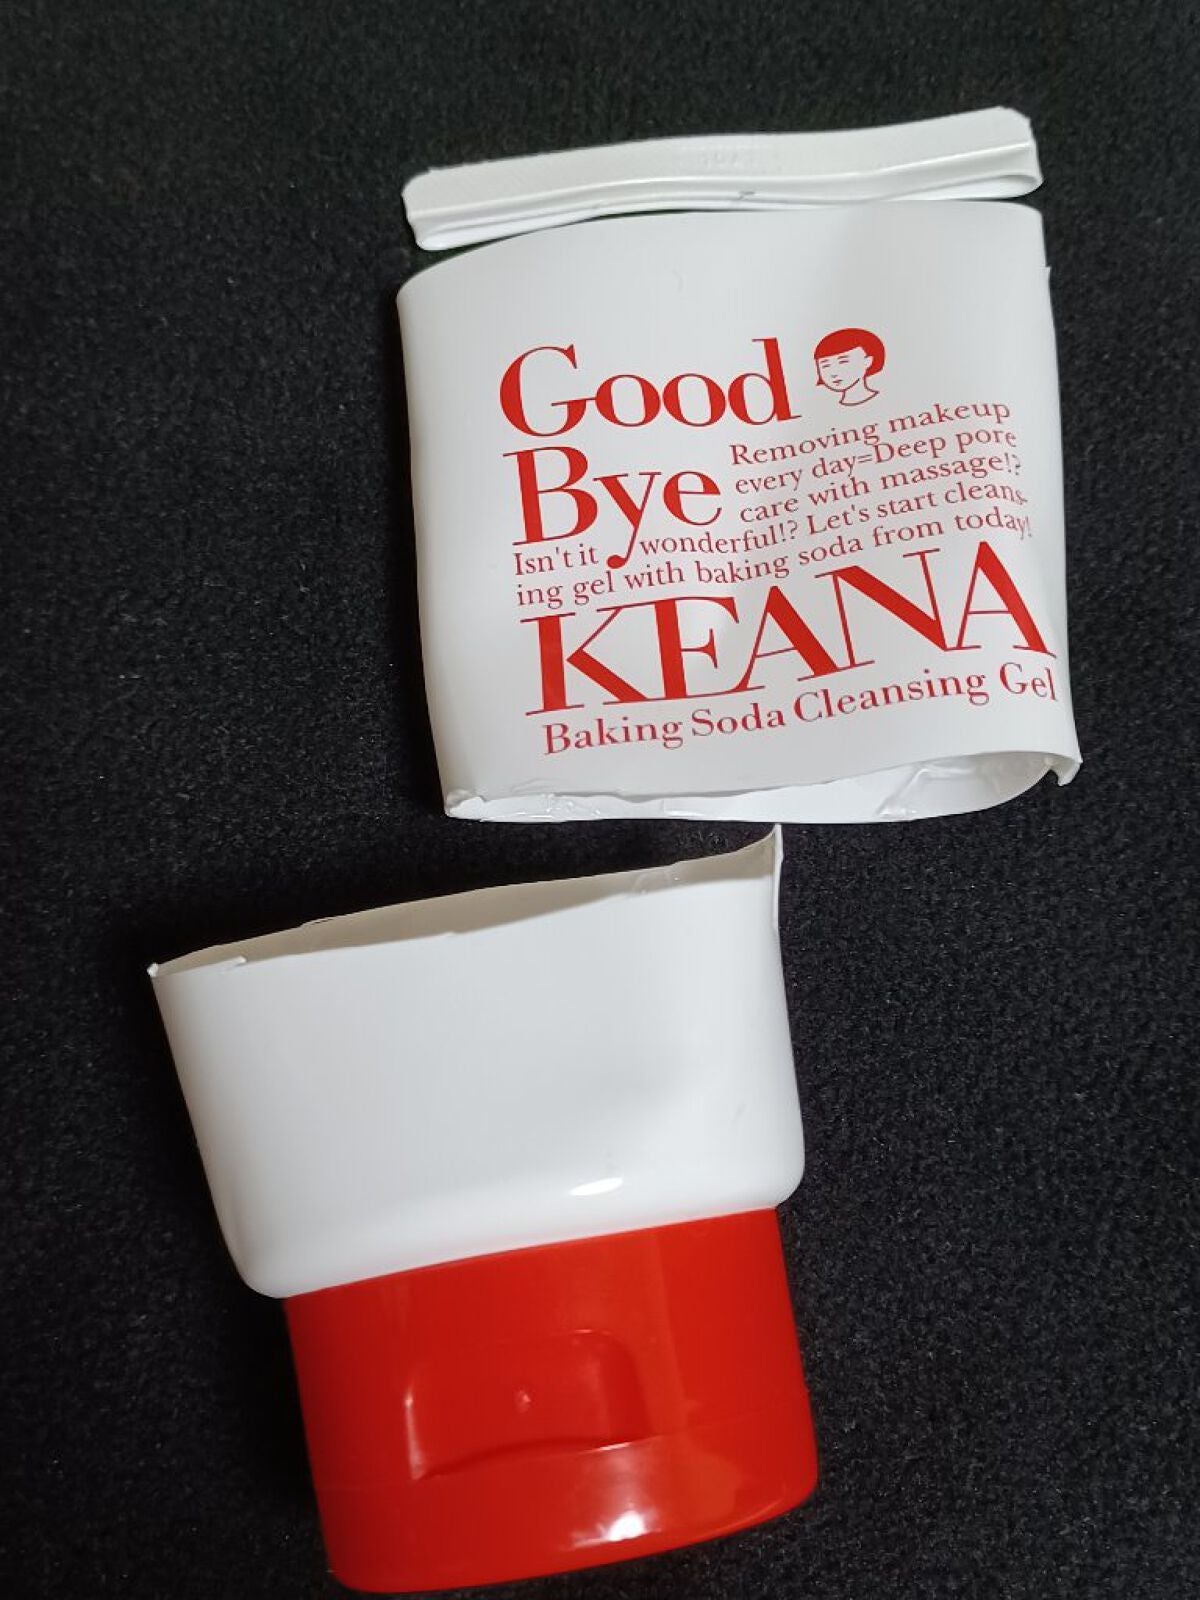 Good
Bye
Removing makeup
every day=Deep pore
care with massage!?
Isn't it wonderful!? Let's start cleans-
ing gel with baking soda from today!
KEANA
Baking Soda Cleansing Gel